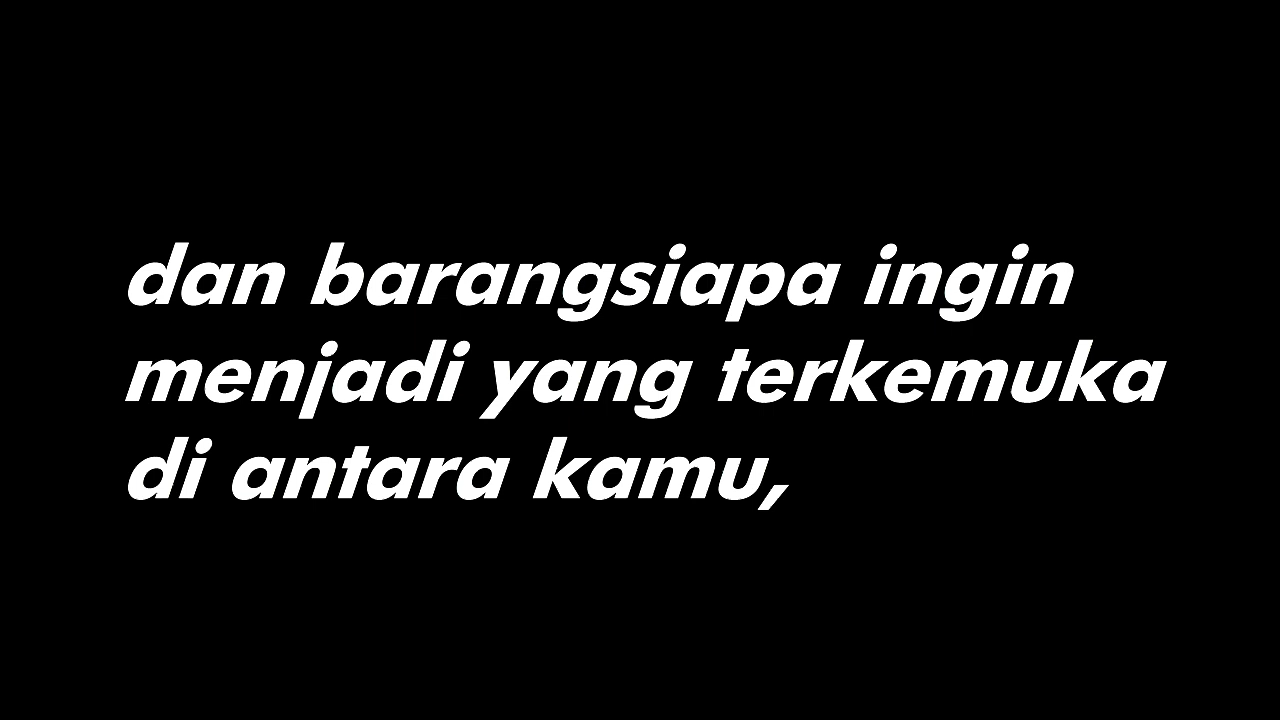 dan barangsiapa ingin
menjadi yang terkemuka
di antara kamu,